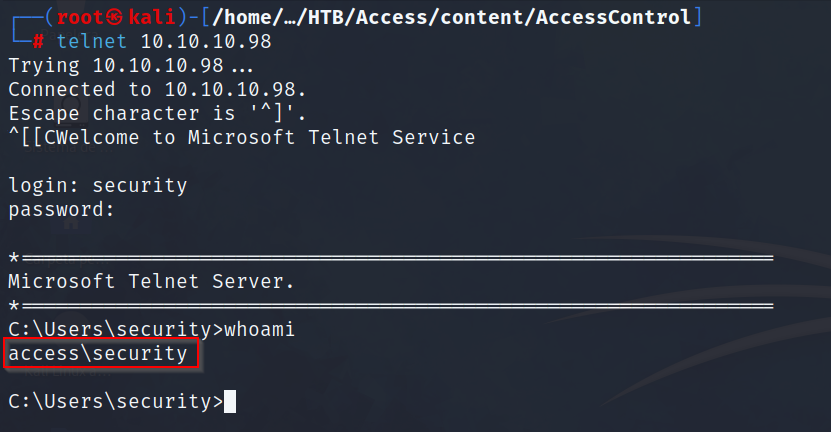 ┌──(root㉿kali)-[/home/…/HTB/Access/content/AccessControl]
└─# telnet 10.10.10.98
Trying 10.10.10.98...
Connected to 10.10.10.98.
Escape character is '^]'.
^[[CWelcome to Microsoft Telnet Service
login: security
password:
*===============================================================
Microsoft Telnet Server.
*===============================================================
C:\Users\security>whoami
access\security
C:\Users\security>